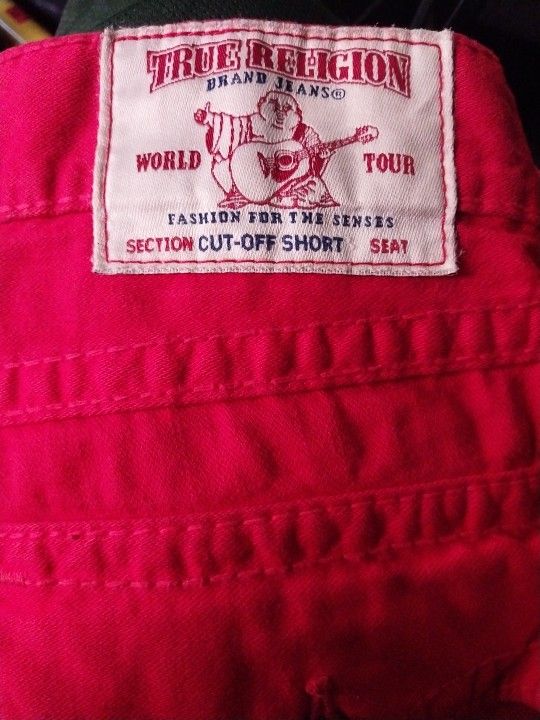 TRUE RELIGION
BRAND JEANS®
WORLD TOUR
FASHION FOR THE SENSES
SECTION CUT-OFF SHORT SEAT